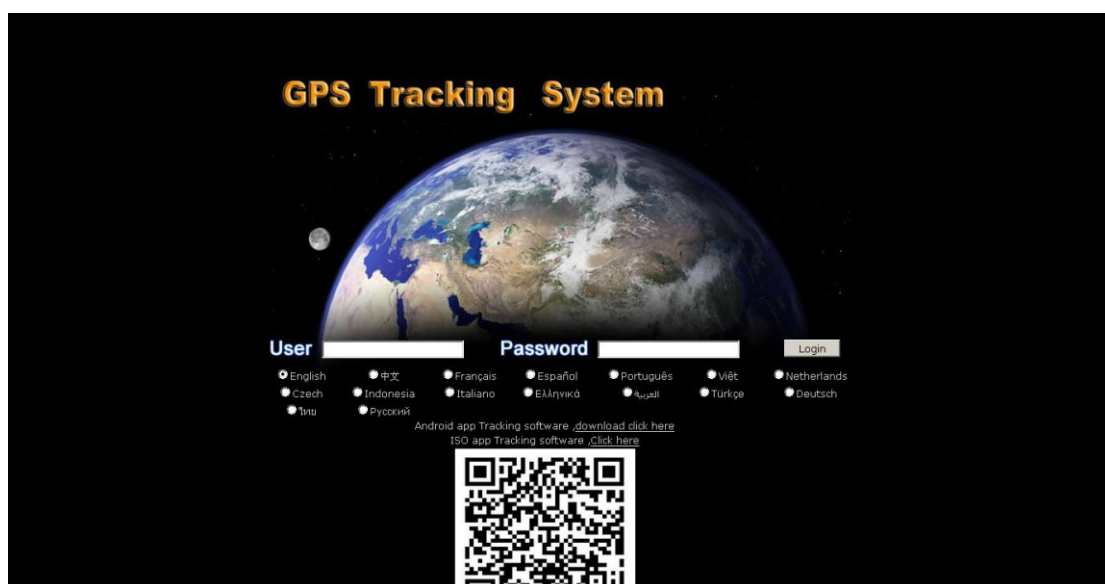 GPS Tracking System
User Password Login
English 中文 Français Español Português Việt Netherlands
Czech Indonesia Italiano Ελληνικά العربية Türkçe Deutsch
ไทย Русский
Android app Tracking software ,download click here
ISO app Tracking software ,Click here